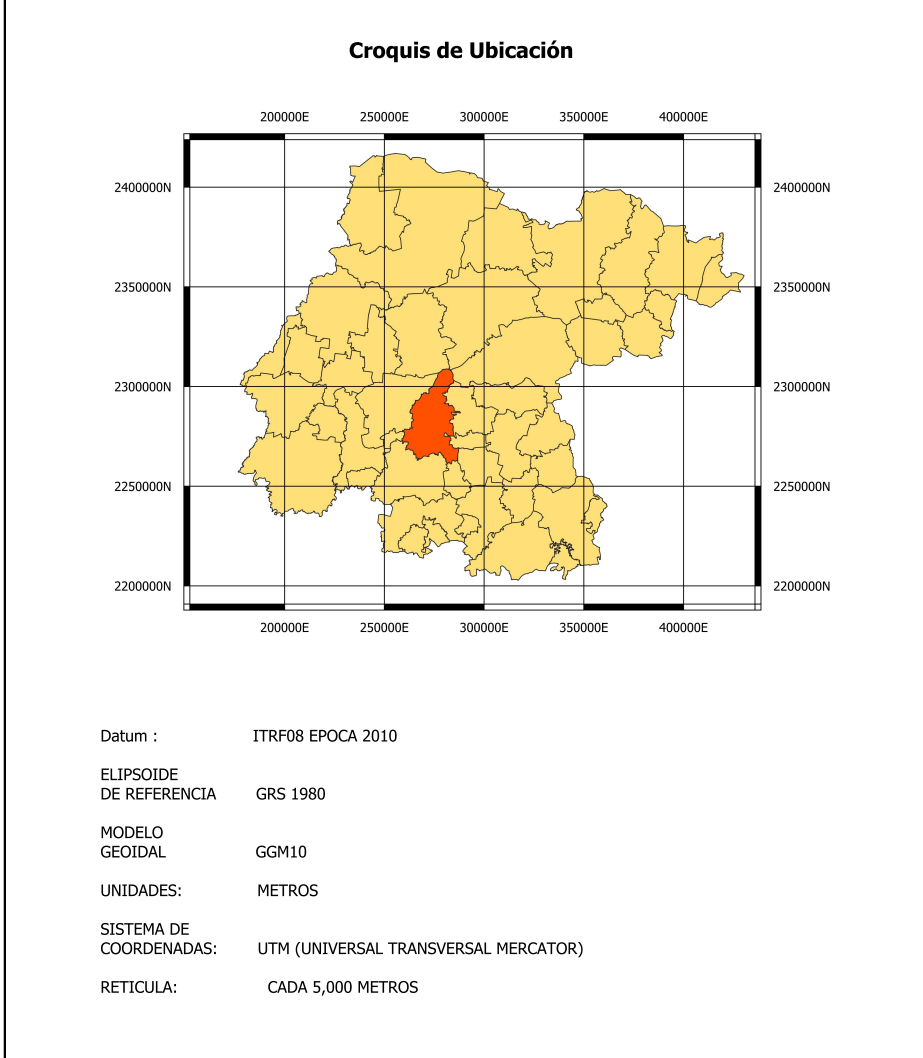 Croquis de Ubicación
200000E 250000E 300000E 350000E 400000E
2400000N 2400000N
2350000N 2350000N
2300000N 2300000N
2250000N 2250000N
2200000N 2200000N
200000E 250000E 300000E 350000E 400000E
Datum : ITRF08 EPOCA 2010
ELIPSOIDE
DE REFERENCIA GRS 1980
MODELO
GEOIDAL GGM10
UNIDADES: METROS
SISTEMA DE
COORDENADAS: UTM (UNIVERSAL TRANSVERSAL MERCATOR)
RETICULA: CADA 5,000 METROS